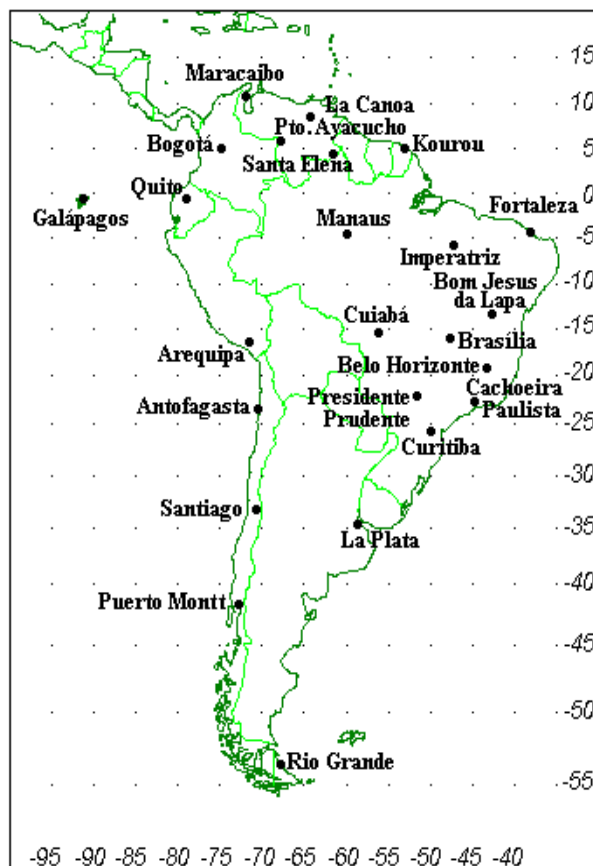 15
Maracaibo
10
La Canoa
Pto. Ayacucho
Bogotá
Kourou
5
Santa Elena
Quito
0
Galápagos
Manaus
Fortaleza
-5
Imperatriz
Bom Jesus
da Lapa
-10
Cuiabá
-15
Arequipa
Brasília
Belo Horizonte
-20
Antofagasta
Presidente
Prudente
Cachoeira
Paulista
-25
Curitiba
-30
Santiago
-35
La Plata
Puerto Montt
-40
-45
-50
Rio Grande
-55
-95 -90 -85 -80 -75 -70 -65 -60 -55 -50 -45 -40